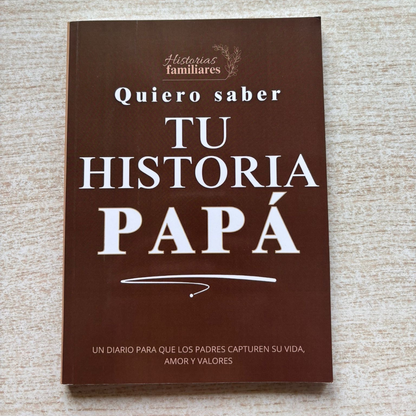 Historias
familiares
Quiero saber
TU
HISTORIA
PAPÁ
UN DIARIO PARA QUE LOS PADRES CAPTUREN SU VIDA,
AMOR Y VALORES